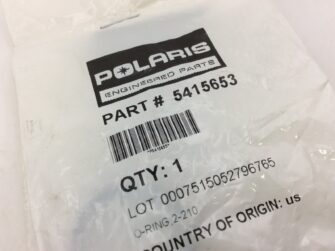 POLARIS
ENGINEERED PARTS
PART # 5415653
QTY: 1
LOT 0007515052796765
O-RING,2-210
COUNTRY OF ORIGIN: us